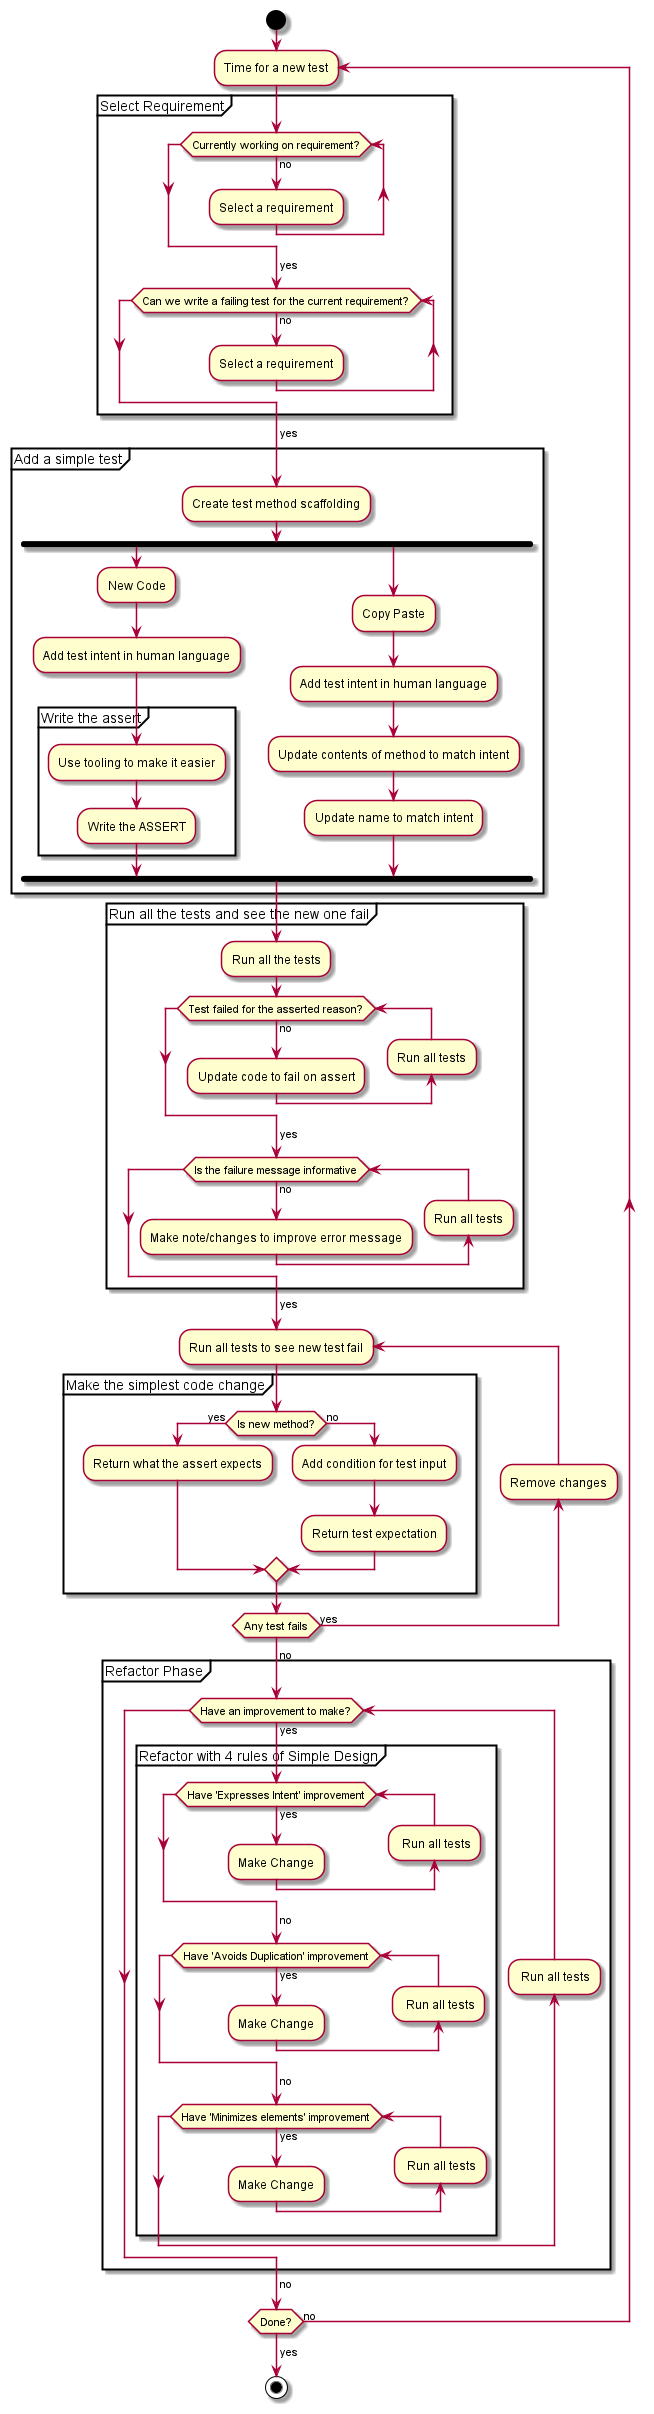 Time for a new test
Select Requirement
Currently working on requirement?
no
Select a requirement
yes
Can we write a failing test for the current requirement?
no
Select a requirement
yes
Add a simple test
Create test method scaffolding
New Code
Copy Paste
Add test intent in human language
Add test intent in human language
Write the assert
Use tooling to make it easier
Update contents of method to match intent
Write the ASSERT
Update name to match intent
Run all the tests and see the new one fail
Run all the tests
Test failed for the asserted reason?
no
Run all tests
Update code to fail on assert
yes
Is the failure message informative
no
Run all tests
Make note/changes to improve error message
yes
Run all tests to see new test fail
Make the simplest code change
yes
Is new method?
no
Return what the assert expects
Add condition for test input
Remove changes
Return test expectation
Any test fails
yes
no
Refactor Phase
Have an improvement to make?
yes
Refactor with 4 rules of Simple Design
Have 'Expresses Intent' improvement
yes
Run all tests
Make Change
no
Have 'Avoids Duplication' improvement
yes
Run all tests
Run all tests
Make Change
no
Have 'Minimizes elements' improvement
yes
Run all tests
Make Change
no
Done?
no
yes